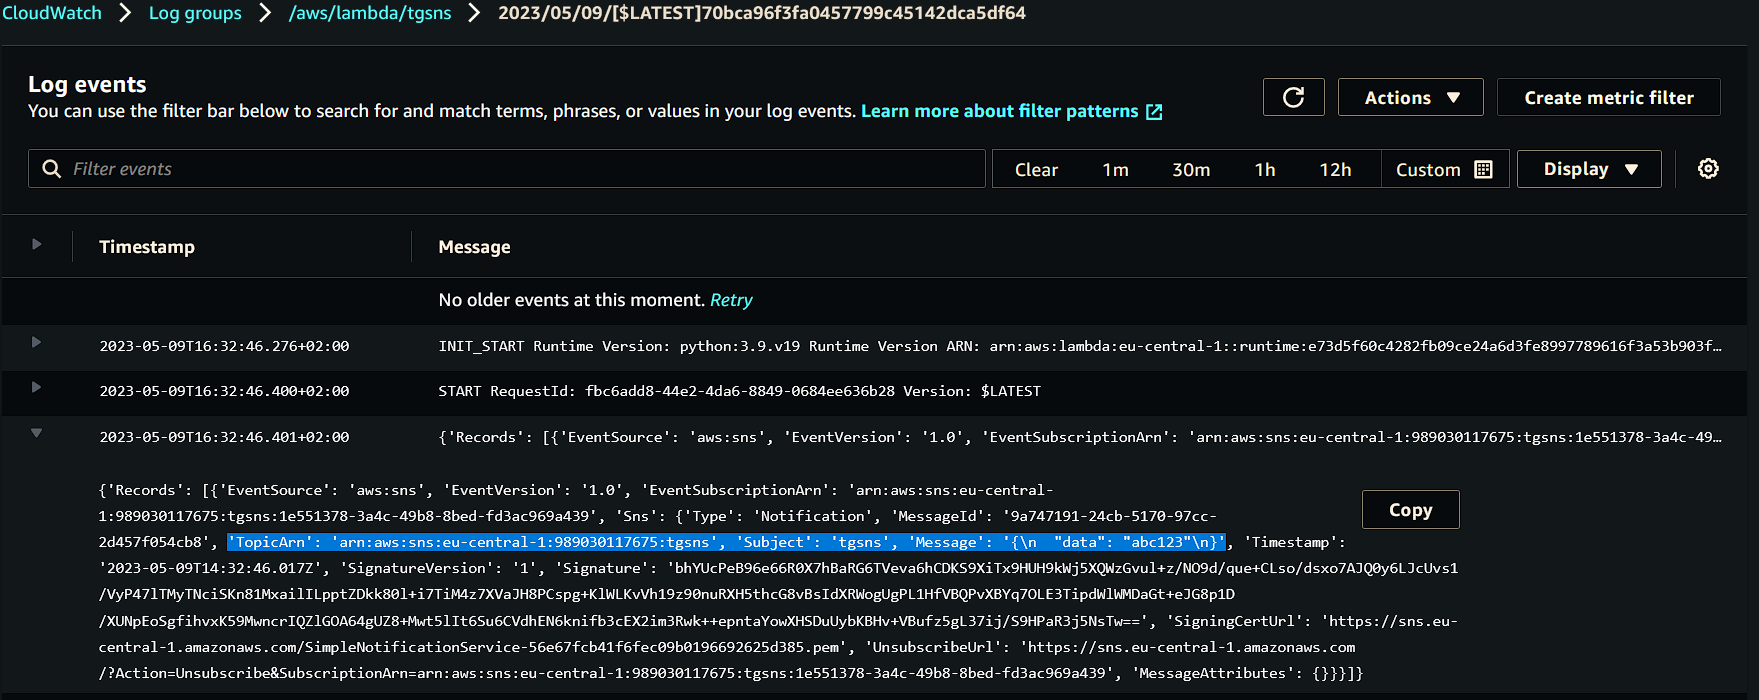 CloudWatch > Log groups > /aws/lambda/tgsns > 2023/05/09/[$LATEST]70bca96f3fa0457799c45142dca5df64
Log events
You can use the filter bar below to search for and match terms, phrases, or values in your log events. Learn more about filter patterns
Actions
Create metric filter
Filter events
Clear 1m 30m 1h 12h Custom Display
Timestamp Message
No older events at this moment. Retry
2023-05-09T16:32:46.276+02:00 INIT_START Runtime Version: python:3.9.v19 Runtime Version ARN: arn:aws:lambda:eu-central-1::runtime:e73d5f60c4282fb09ce24a6d3fe8997789616f3a53b903f…
2023-05-09T16:32:46.400+02:00 START RequestId: fbc6add8-44e2-4da6-8849-0684ee636b28 Version: $LATEST
2023-05-09T16:32:46.401+02:00 {'Records': [{'EventSource': 'aws:sns', 'EventVersion': '1.0', 'EventSubscriptionArn': 'arn:aws:sns:eu-central-1:989030117675:tgsns:1e551378-3a4c-49…
{'Records': [{'EventSource': 'aws:sns', 'EventVersion': '1.0', 'EventSubscriptionArn': 'arn:aws:sns:eu-central-
1:989030117675:tgsns:1e551378-3a4c-49b8-8bed-fd3ac969a439', 'Sns': {'Type': 'Notification', 'MessageId': '9a747191-24cb-5170-97cc-
Copy
2d457f054cb8', 'TopicArn': 'arn:aws:sns:eu-central-1:989030117675:tgsns', 'Subject': 'tgsns', 'Message': '{\n  "data": "abc123"\n}', 'Timestamp':
'2023-05-09T14:32:46.017Z', 'SignatureVersion': '1', 'Signature': 'bhYUcPeB96e66R0X7hBaRG6TVeva6hCDKS9XiTx9HUH9kWj5XQWzGvul+z/NO9d/que+CLso/dsxo7AJQ0y6LJcUvs1
/VyP47lTMyTNciSKn81MxailILpptZDkk80l+i7TiM4z7XVaJH8PCspg+KlWLKvVh19z90nuRXH5thcG8vBsIdXRWogUgPL1HfVBQPvXBYq7OLE3TipdWlWMDaGt+eJG8p1D
/XUNpEoSgfihvxK59MwncrIQZlGOA64gUZ8+Mwt5lIt6Su6CVdhEN6knifb3cEX2im3Rwk++epntaYowXHSDuUybKBHv+VBufz5gL37ij/S9HPaR3j5NsTw==', 'SigningCertUrl': 'https://sns.eu-
central-1.amazonaws.com/SimpleNotificationService-56e67fcb41f6fec09b0196692625d385.pem', 'UnsubscribeUrl': 'https://sns.eu-central-1.amazonaws.com
/?Action=Unsubscribe&SubscriptionArn=arn:aws:sns:eu-central-1:989030117675:tgsns:1e551378-3a4c-49b8-8bed-fd3ac969a439', 'MessageAttributes': {}}}]}